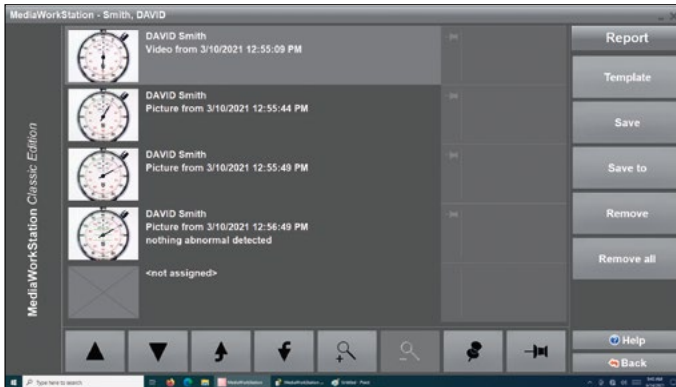 MediaWorkStation - Smith, DAVID
DAVID Smith
Video from 3/10/2021 12:55:09 PM
DAVID Smith
Picture from 3/10/2021 12:55:44 PM
DAVID Smith
Picture from 3/10/2021 12:55:49 PM
DAVID Smith
Picture from 3/10/2021 12:56:49 PM
nothing abnormal detected
<not assigned>
MediaWorkStation Classic Edition
Report
Template
Save
Save to
Remove
Remove all
Help
Back
Type here to search
MediaWorkStation